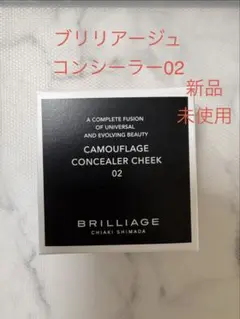 ブリリアージュ
コンシーラー02
新品
未使用
A COMPLETE FUSION
OF UNIVERSAL
AND EVOLVING BEAUTY
CAMOUFLAGE
CONCEALER CHEEK
02
BRILLIAGE
CHIAKI SHIMADA